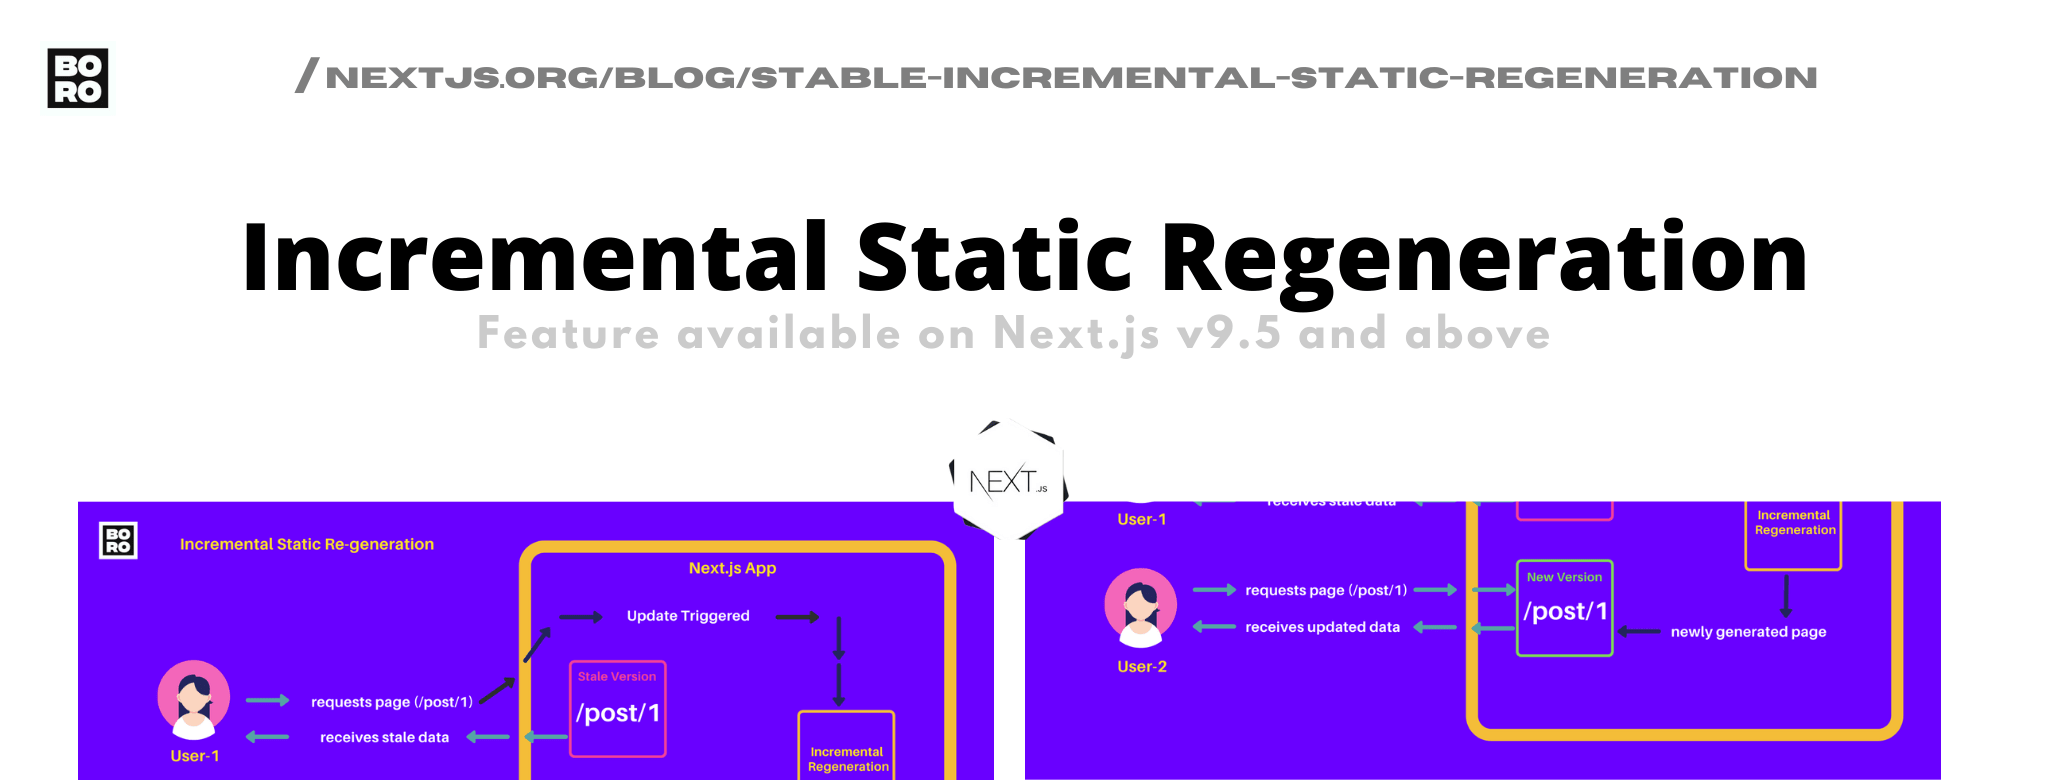 BO
RO
/NEXTJS.ORG/BLOG/STABLE-INCREMENTAL-STATIC-REGENERATION
Incremental Static Regeneration
Feature available on Next.js v9.5 and above
NEXT.JS
BO
RO
Incremental Static Re-generation
Next.js App
Update Triggered
Stale Version
/post/1
requests page (/post/1)
receives stale data
User-1
Incremental
Regeneration
receives stale data
User-1
Incremental
Regeneration
requests page (/post/1)
receives updated data
User-2
New Version
/post/1
newly generated page